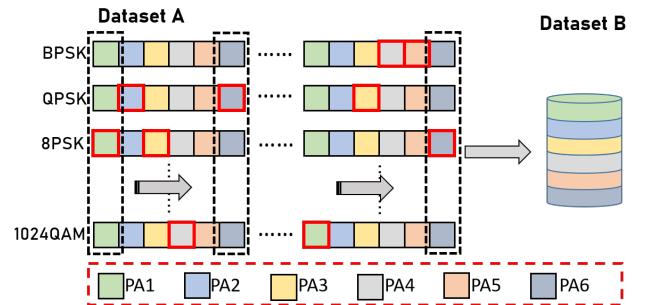 Dataset A
Dataset B
BPSK
QPSK
8PSK
1024QAM
PA1 PA2 PA3 PA4 PA5 PA6